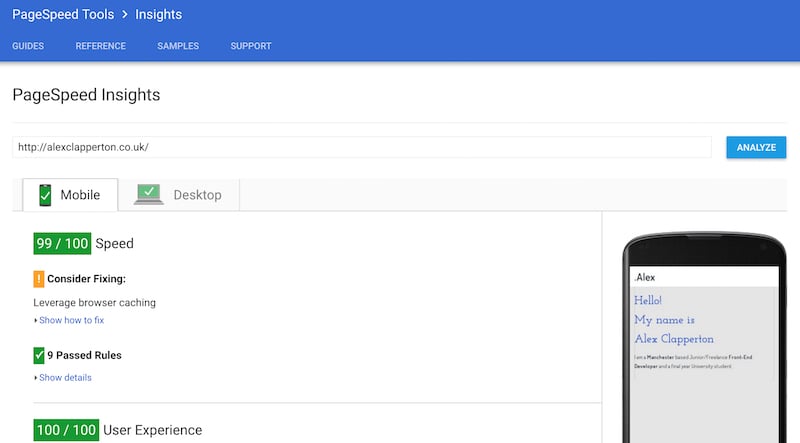 PageSpeed Tools > Insights
GUIDES REFERENCE SAMPLES SUPPORT
PageSpeed Insights
http://alexclapperton.co.uk/ ANALYZE
Mobile Desktop
99 / 100 Speed
! Consider Fixing:
Leverage browser caching
Show how to fix
9 Passed Rules
Show details
100 / 100 User Experience
.Alex
Hello!
My name is
Alex Clapperton
I am a Manchester based Junior/Freelance Front-End
Developer and a final year University student.